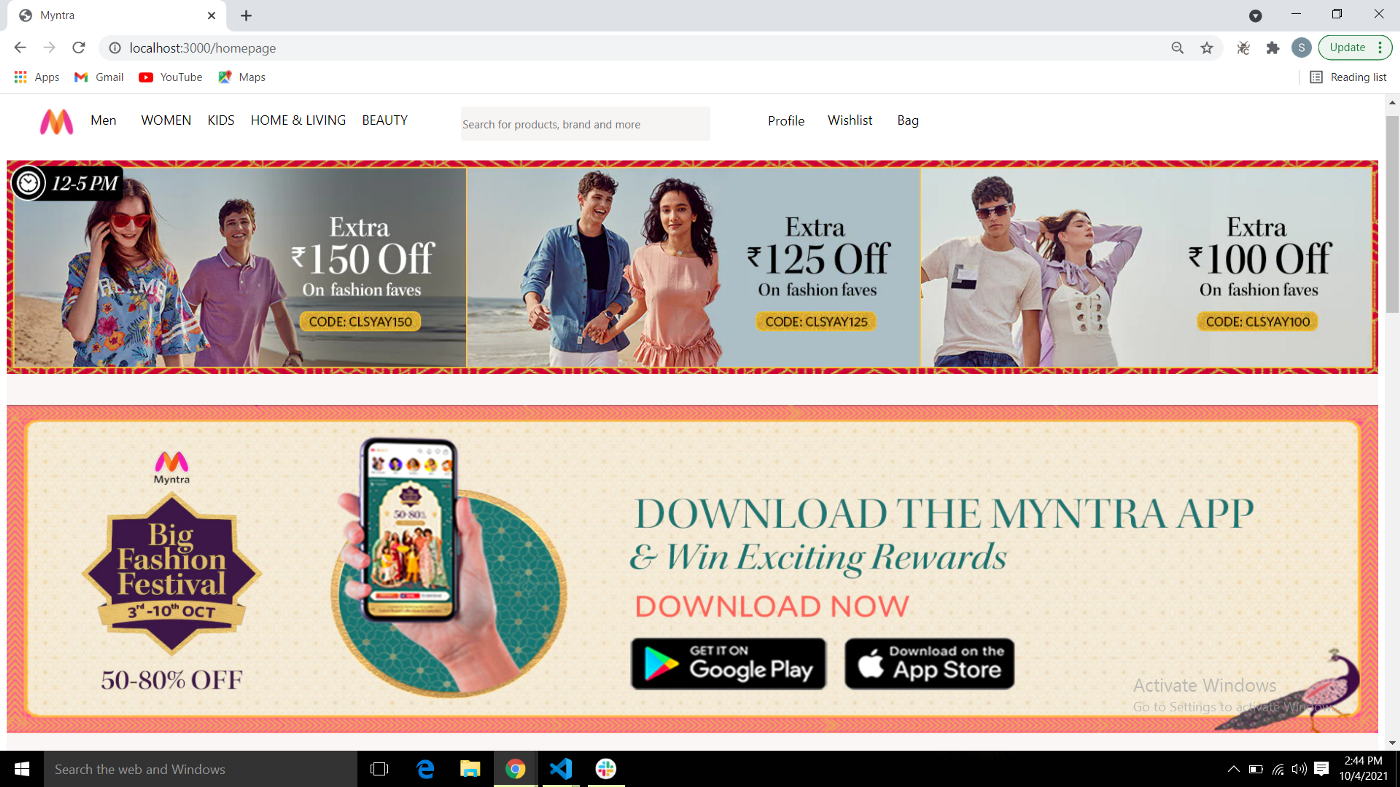 Myntra
localhost:3000/homepage
S
Update
Apps
Gmail
YouTube
Maps
Reading list
Men
WOMEN
KIDS
HOME & LIVING
BEAUTY
Search for products, brand and more
Profile
Wishlist
Bag
12-5 PM
Extra
₹150 Off
On fashion faves
CODE: CLSYAY150
Extra
₹125 Off
On fashion faves
CODE: CLSYAY125
Extra
₹100 Off
On fashion faves
CODE: CLSYAY100
Myntra
Big
Fashion
Festival
3rd-10th OCT
50-80% OFF
50-80%
DOWNLOAD THE MYNTRA APP
& Win Exciting Rewards
DOWNLOAD NOW
GET IT ON
Google Play
Download on the
App Store
Activate Windows
Go to Settings to activate Windows.
Search the web and Windows
2:44 PM
10/4/2021